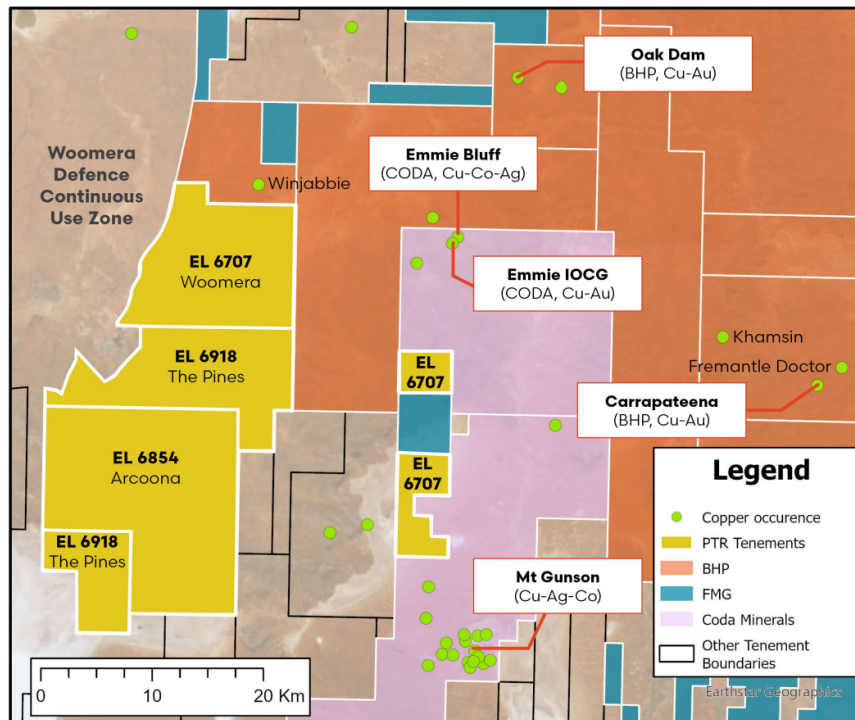 Oak Dam
(BHP, Cu-Au)
Woomera
Defence
Continuous
Use Zone
Emmie Bluff
(CODA, Cu-Co-Ag)
Winjabbie
EL 6707
Woomera
Emmie IOCG
(CODA, Cu-Au)
EL 6918
The Pines
Khamsin
Fremantle Doctor
EL
6707
Carrapateena
(BHP, Cu-Au)
EL 6854
Arcoona
EL
6707
EL 6918
The Pines
Mt Gunson
(Cu-Ag-Co)
Legend
Copper occurence
PTR Tenements
BHP
FMG
Coda Minerals
Other Tenement
Boundaries
0 10 20 Km
Earthstar Geographics